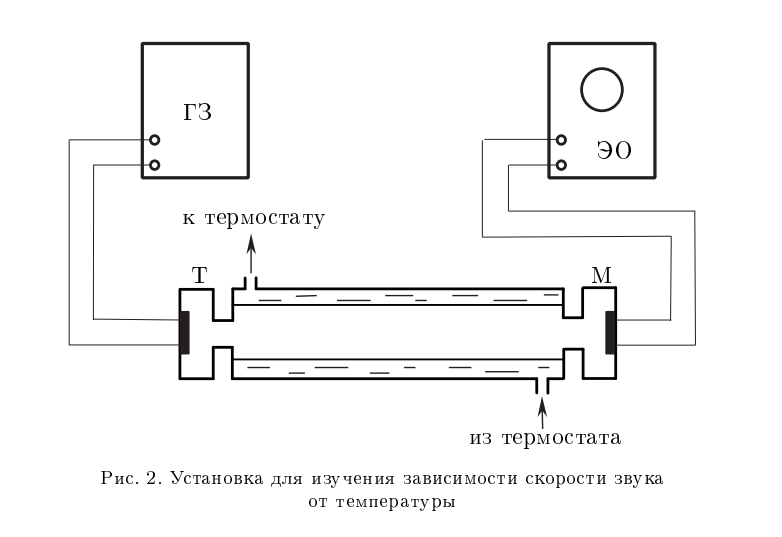 ГЗ
ЭО
к термостату
Т
М
из термостата
Рис. 2. Установка для изучения зависимости скорости звука
от температуры